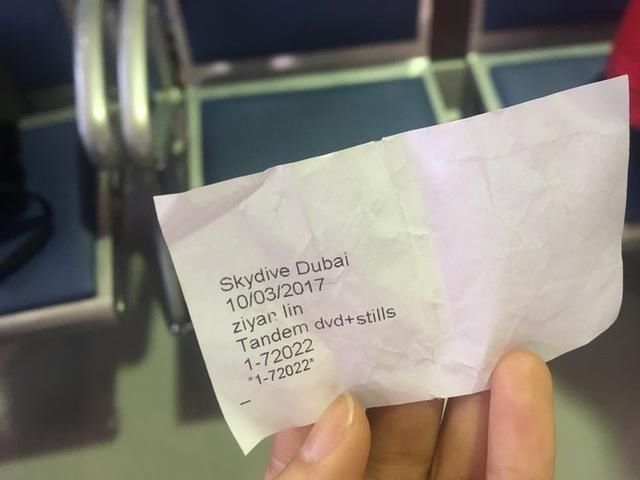 Skydive Dubai
10/03/2017
ziyan lin
Tandem dvd+stills
1-72022
*1-72022*
_